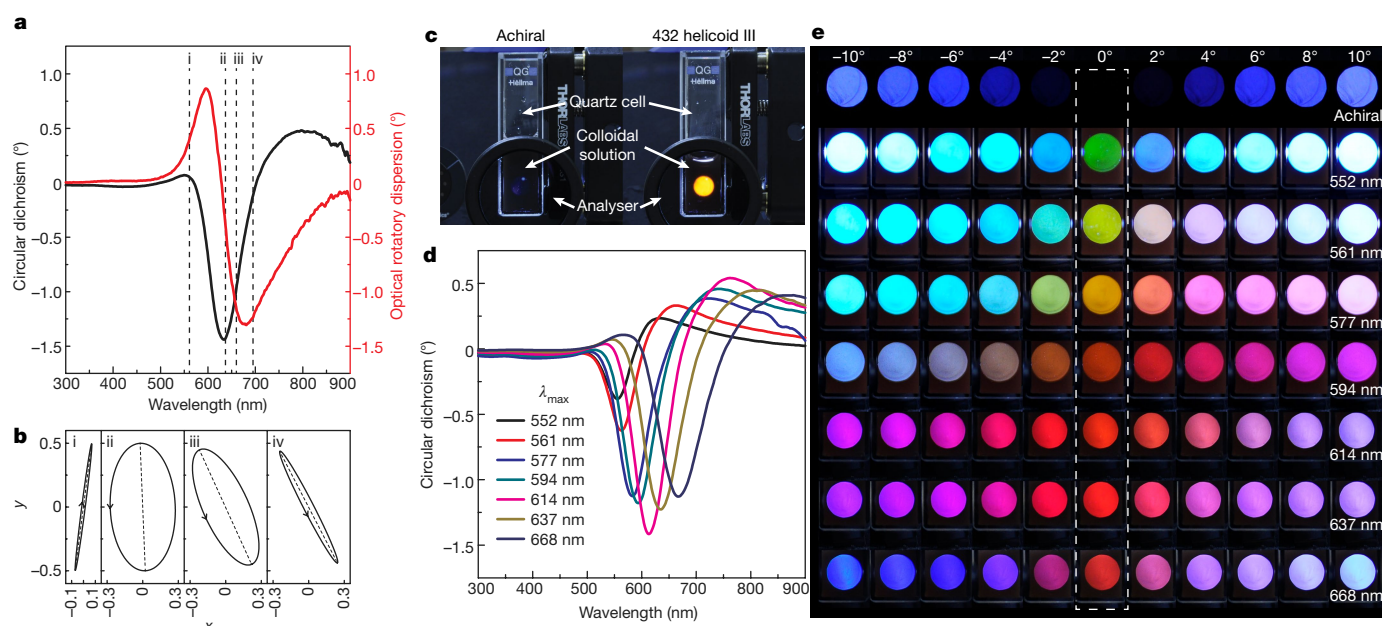 a
i
ii
iii
iv
1.0
0.5
0
−0.5
−1.0
−1.5
Circular dichroism (°)
1.0
0.5
0
−0.5
−1.0
−1.5
Optical rotatory dispersion (°)
300 400 500 600 700 800 900
Wavelength (nm)
b
i
ii
iii
iv
0.5
0
−0.5
y
−0.1
0.1
−0.3
0
0.3
−0.3
0
0.3
−0.3
0
0.3
x
c
Achiral
432 helicoid III
QG
Hellma
THORLABS
QG
Hellma
THORLABS
Quartz cell
Colloidal
solution
Analyser
d
0.5
0
−0.5
−1.0
−1.5
Circular dichroism (°)
λmax
552 nm
561 nm
577 nm
594 nm
614 nm
637 nm
668 nm
300 400 500 600 700 800 900
Wavelength (nm)
e
−10° −8° −6° −4° −2° 0° 2° 4° 6° 8° 10°
Achiral
552 nm
561 nm
577 nm
594 nm
614 nm
637 nm
668 nm